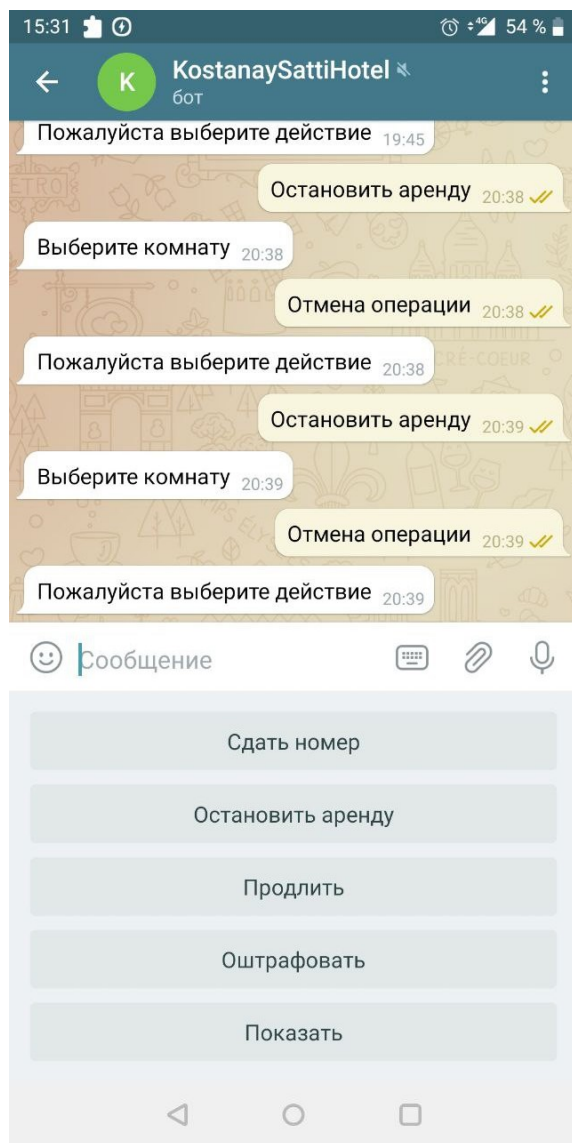 15:31 4G 54 %
K KostanaySattiHotel
бот
Пожалуйста выберите действие 19:45
Остановить аренду 20:38
Выберите комнату 20:38
Отмена операции 20:38
Пожалуйста выберите действие 20:38
Остановить аренду 20:39
Выберите комнату 20:39
Отмена операции 20:39
Пожалуйста выберите действие 20:39
Сообщение
Сдать номер
Остановить аренду
Продлить
Оштрафовать
Показать